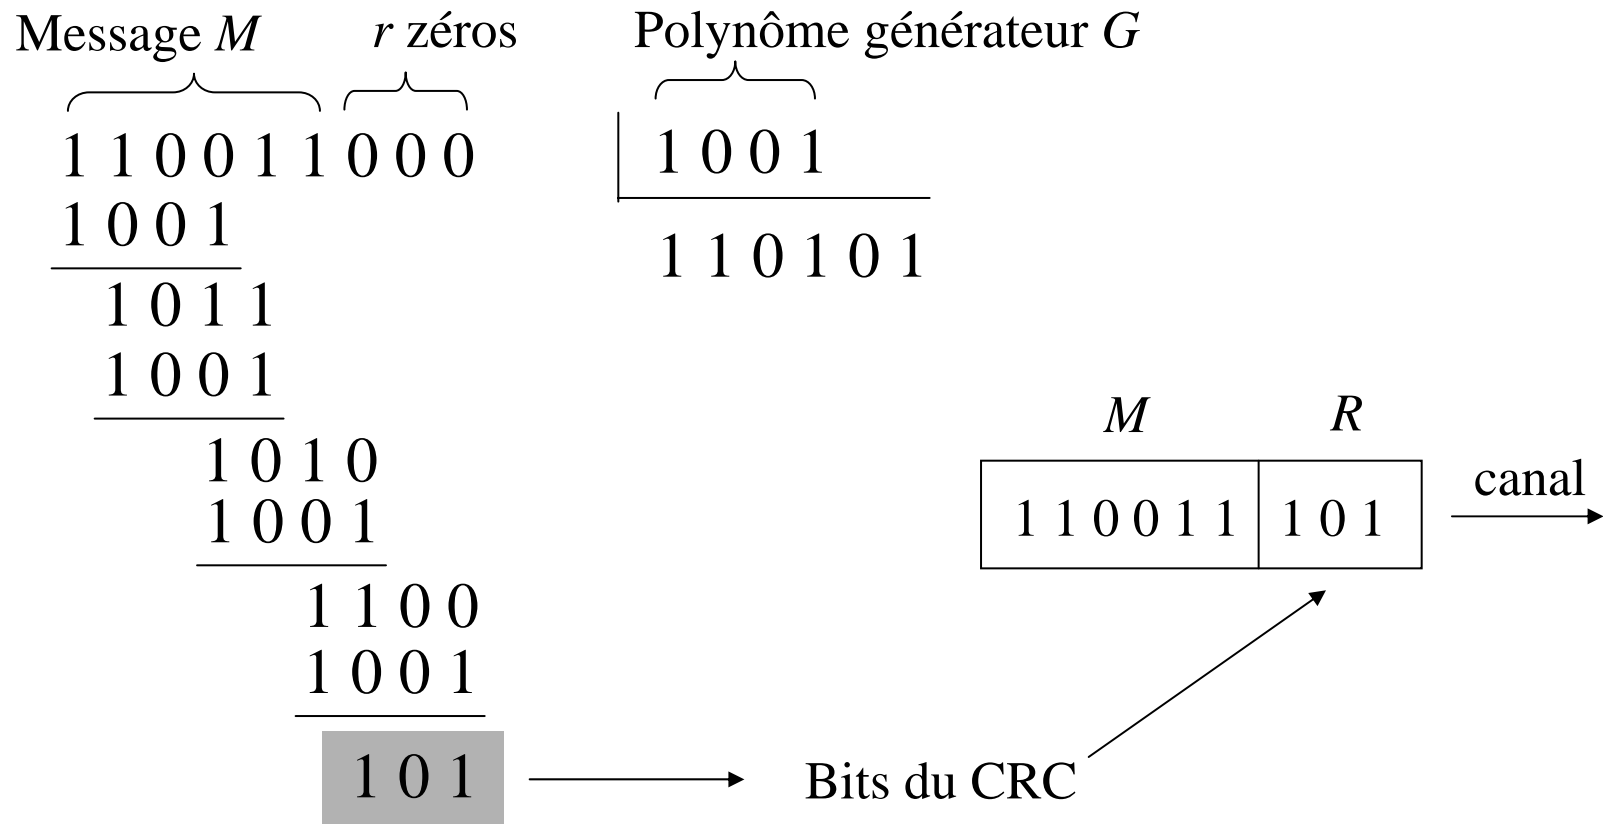 Message M r zéros Polynôme générateur G
1 1 0 0 1 1 0 0 0 1 0 0 1
1 0 0 1
1 1 0 1 0 1
1 0 1 1
1 0 0 1
M R
1 0 1 0
canal
1 0 0 1
1 1 0 0 1 1 1 0 1
1 1 0 0
1 0 0 1
1 0 1 Bits du CRC